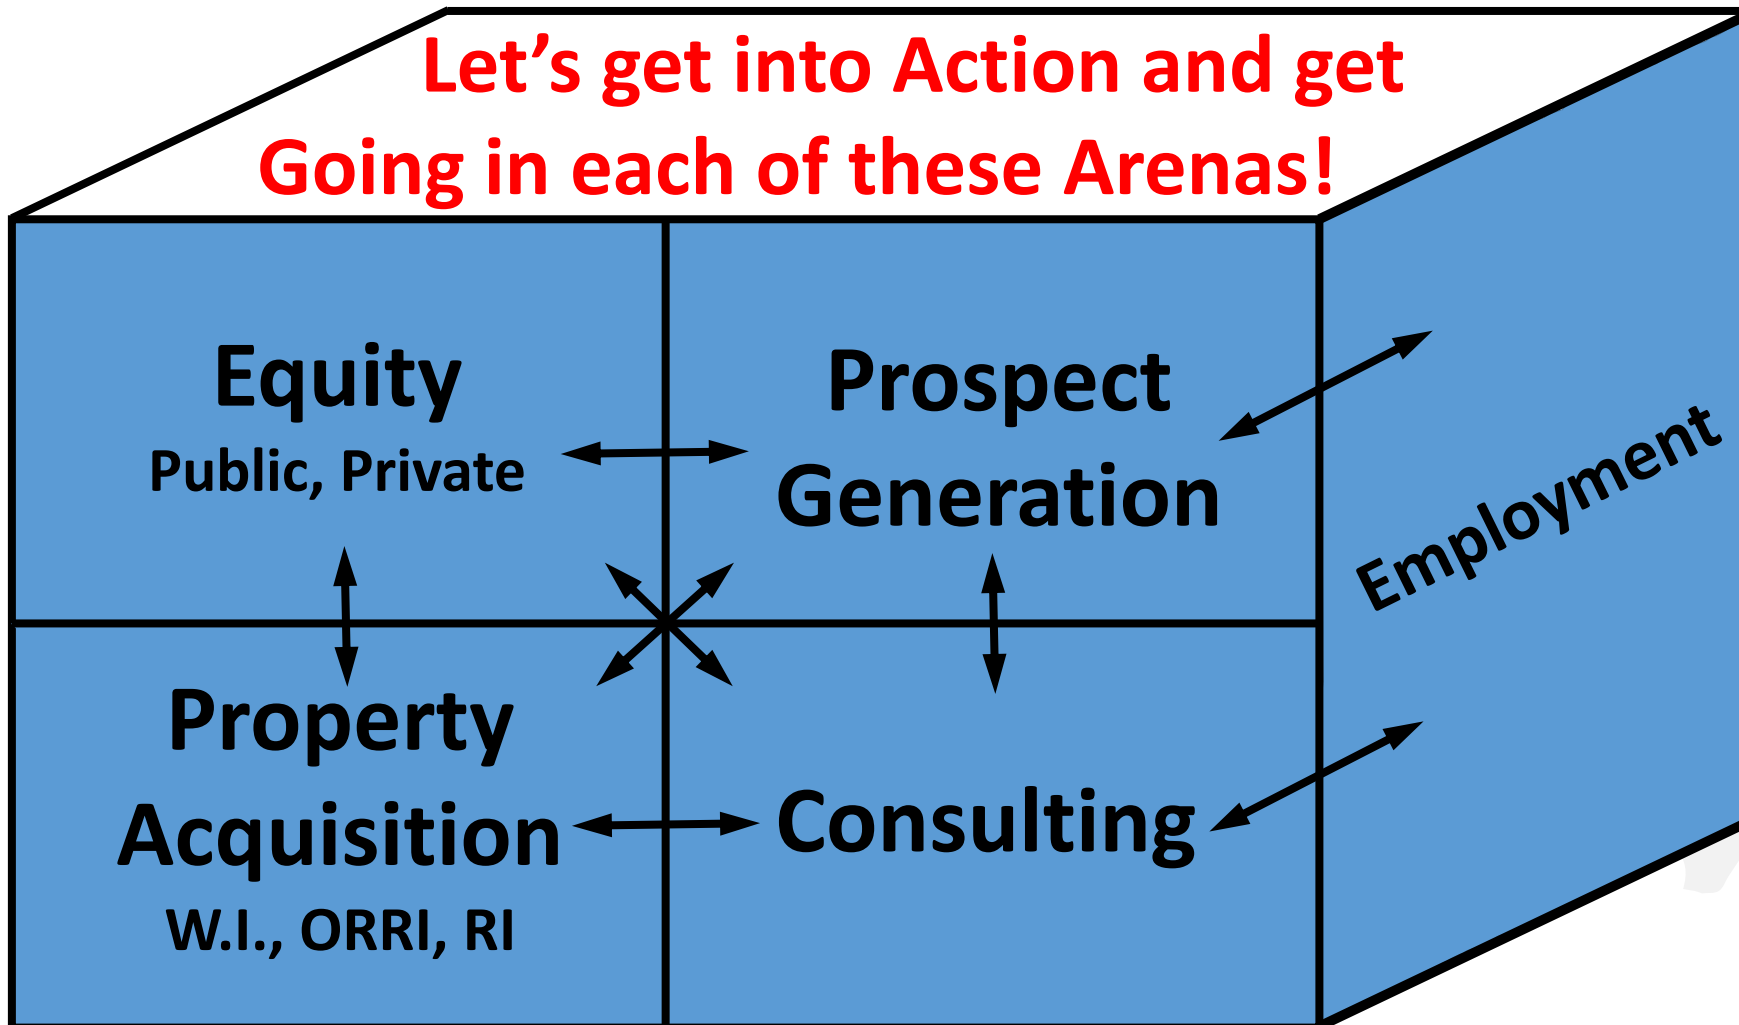 Let’s get into Action and get
Going in each of these Arenas!
Equity
Public, Private
Prospect
Generation
Employment
Property
Acquisition
W.I., ORRI, RI
Consulting